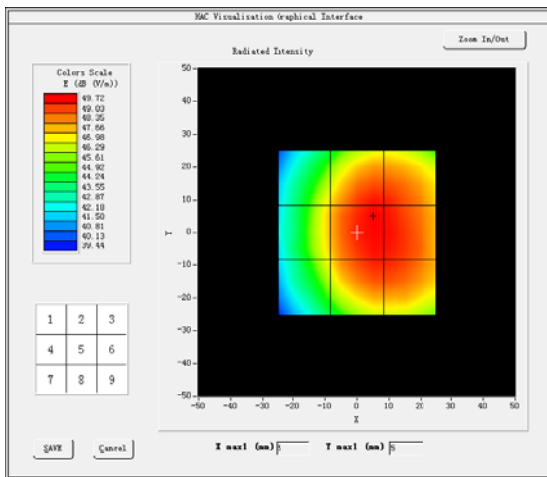 HAC Visualisation Graphical Interface
Zoom In/Out
Radiated Intensity
Colors Scale
E (dB (V/m))
49.72
49.03
48.35
47.66
46.98
46.29
45.61
44.92
44.24
43.55
42.87
42.18
41.50
40.81
40.13
39.44
50
40
30
20
10
0
-10
-20
-30
-40
-50
Y
-50 -40 -30 -20 -10 0 10 20 30 40 50
X
1 2 3
4 5 6
7 8 9
SAVE Cancel
X max1 (mm) Y max1 (mm) 5